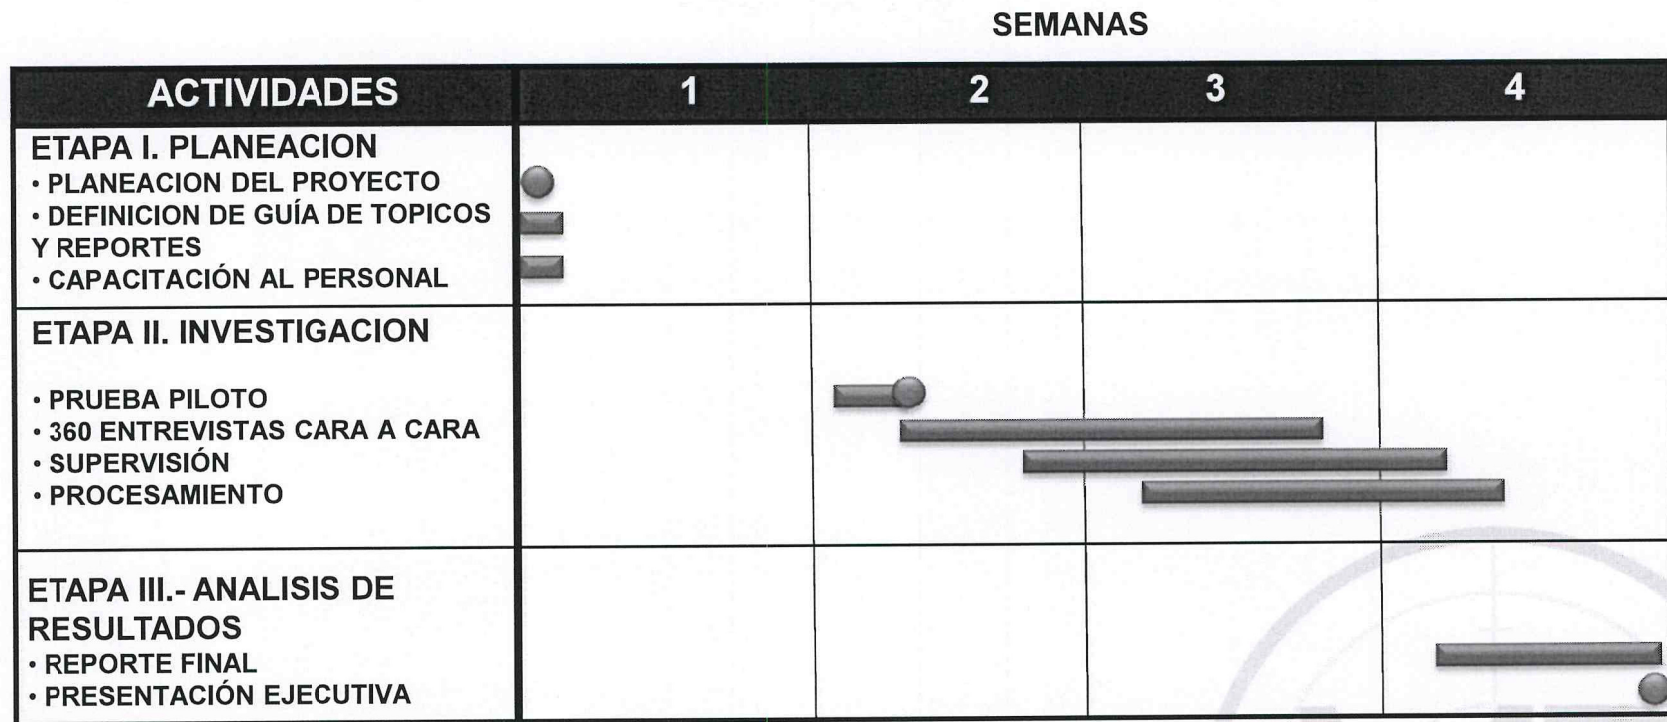 SEMANAS
ACTIVIDADES 1 2 3 4
ETAPA I. PLANEACION
• PLANEACION DEL PROYECTO
• DEFINICION DE GUÍA DE TOPICOS
Y REPORTES
• CAPACITACIÓN AL PERSONAL
ETAPA II. INVESTIGACION
• PRUEBA PILOTO
• 360 ENTREVISTAS CARA A CARA
• SUPERVISIÓN
• PROCESAMIENTO
ETAPA III.- ANALISIS DE
RESULTADOS
• REPORTE FINAL
• PRESENTACIÓN EJECUTIVA